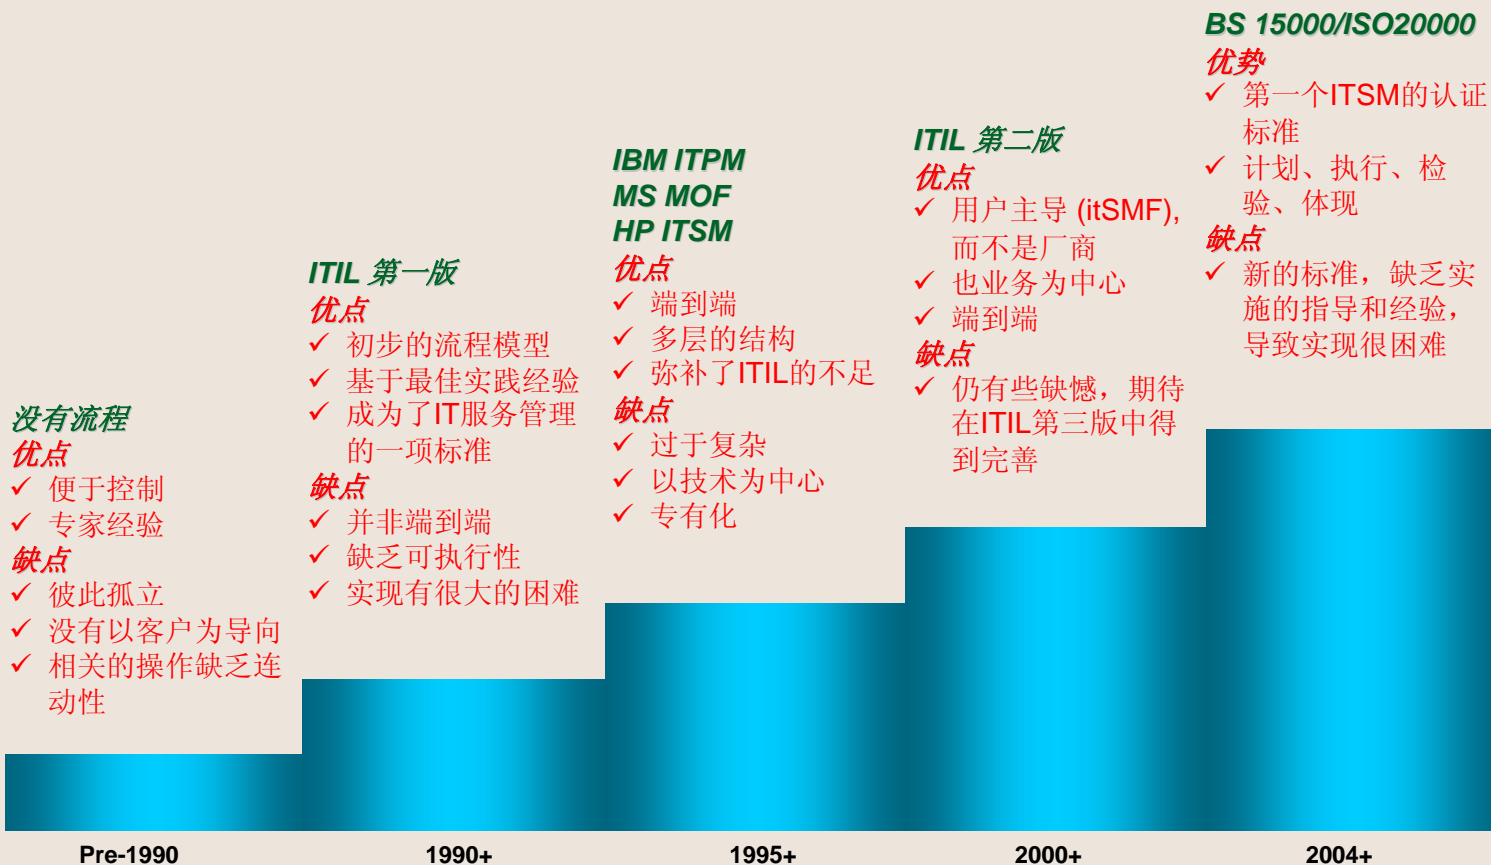 没有流程
优点
✓ 便于控制
✓ 专家经验
缺点
✓ 彼此孤立
✓ 没有以客户为导向
✓ 相关的操作缺乏连
动性
Pre-1990
ITIL 第一版
优点
✓ 初步的流程模型
✓ 基于最佳实践经验
✓ 成为了IT服务管理
的一项标准
缺点
✓ 并非端到端
✓ 缺乏可执行性
✓ 实现有很大的困难
1990+
IBM ITPM
MS MOF
HP ITSM
优点
✓ 端到端
✓ 多层的结构
✓ 弥补了ITIL的不足
缺点
✓ 过于复杂
✓ 以技术为中心
✓ 专有化
1995+
ITIL 第二版
优点
✓ 用户主导 (itSMF),
而不是厂商
✓ 也业务为中心
✓ 端到端
缺点
✓ 仍有些缺憾，期待
在ITIL第三版中得
到完善
2000+
BS 15000/ISO20000
优势
✓ 第一个ITSM的认证
标准
✓ 计划、执行、检
验、体现
缺点
✓ 新的标准，缺乏实
施的指导和经验，
导致实现很困难
2004+